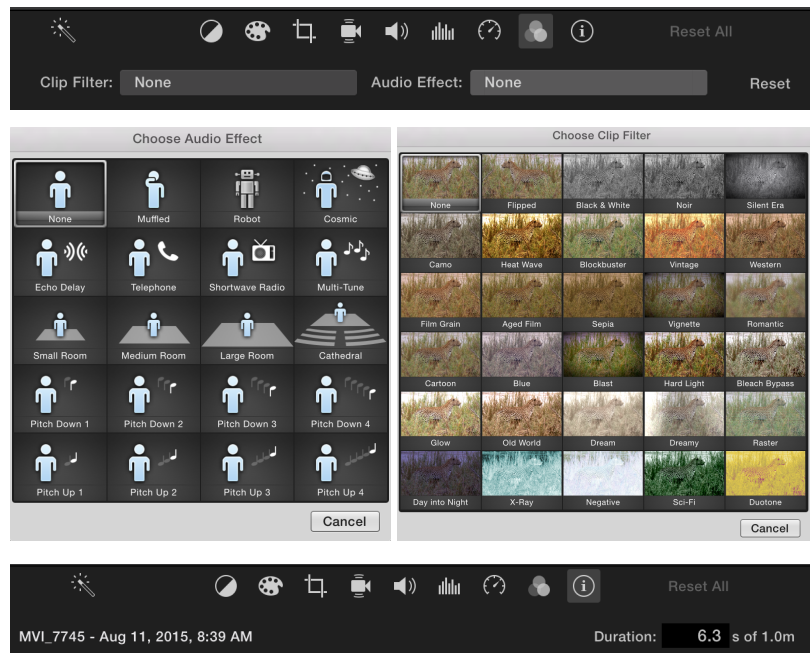 Reset All
Clip Filter: None Audio Effect: None Reset
Choose Audio Effect
None Muffled Robot Cosmic
Echo Delay Telephone Shortwave Radio Multi-Tune
Small Room Medium Room Large Room Cathedral
Pitch Down 1 Pitch Down 2 Pitch Down 3 Pitch Down 4
Pitch Up 1 Pitch Up 2 Pitch Up 3 Pitch Up 4
Cancel
Choose Clip Filter
None Flipped Black & White Noir Silent Era
Camo Heat Wave Blockbuster Vintage Western
Film Grain Aged Film Sepia Vignette Romantic
Cartoon Blue Blast Hard Light Bleach Bypass
Glow Old World Dream Dreamy Raster
Day into Night X-Ray Negative Sci-Fi Duotone
Cancel
Reset All
MVI_7745 - Aug 11, 2015, 8:39 AM Duration: 6.3 s of 1.0m